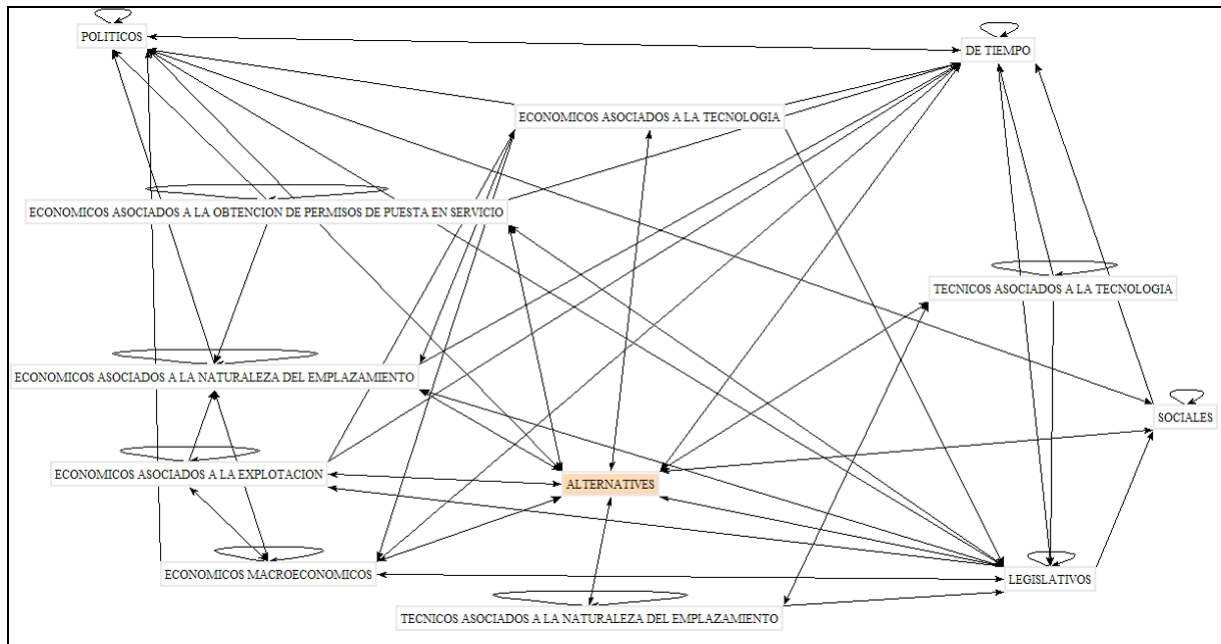 POLITICOS
DE TIEMPO
ECONOMICOS ASOCIADOS A LA TECNOLOGIA
ECONOMICOS ASOCIADOS A LA OBTENCION DE PERMISOS DE PUESTA EN SERVICIO
TECNICOS ASOCIADOS A LA TECNOLOGIA
ECONOMICOS ASOCIADOS A LA NATURALEZA DEL EMPLAZAMIENTO
SOCIALES
ECONOMICOS ASOCIADOS A LA EXPLOTACION
ALTERNATIVES
ECONOMICOS MACROECONOMICOS
LEGISLATIVOS
TECNICOS ASOCIADOS A LA NATURALEZA DEL EMPLAZAMIENTO